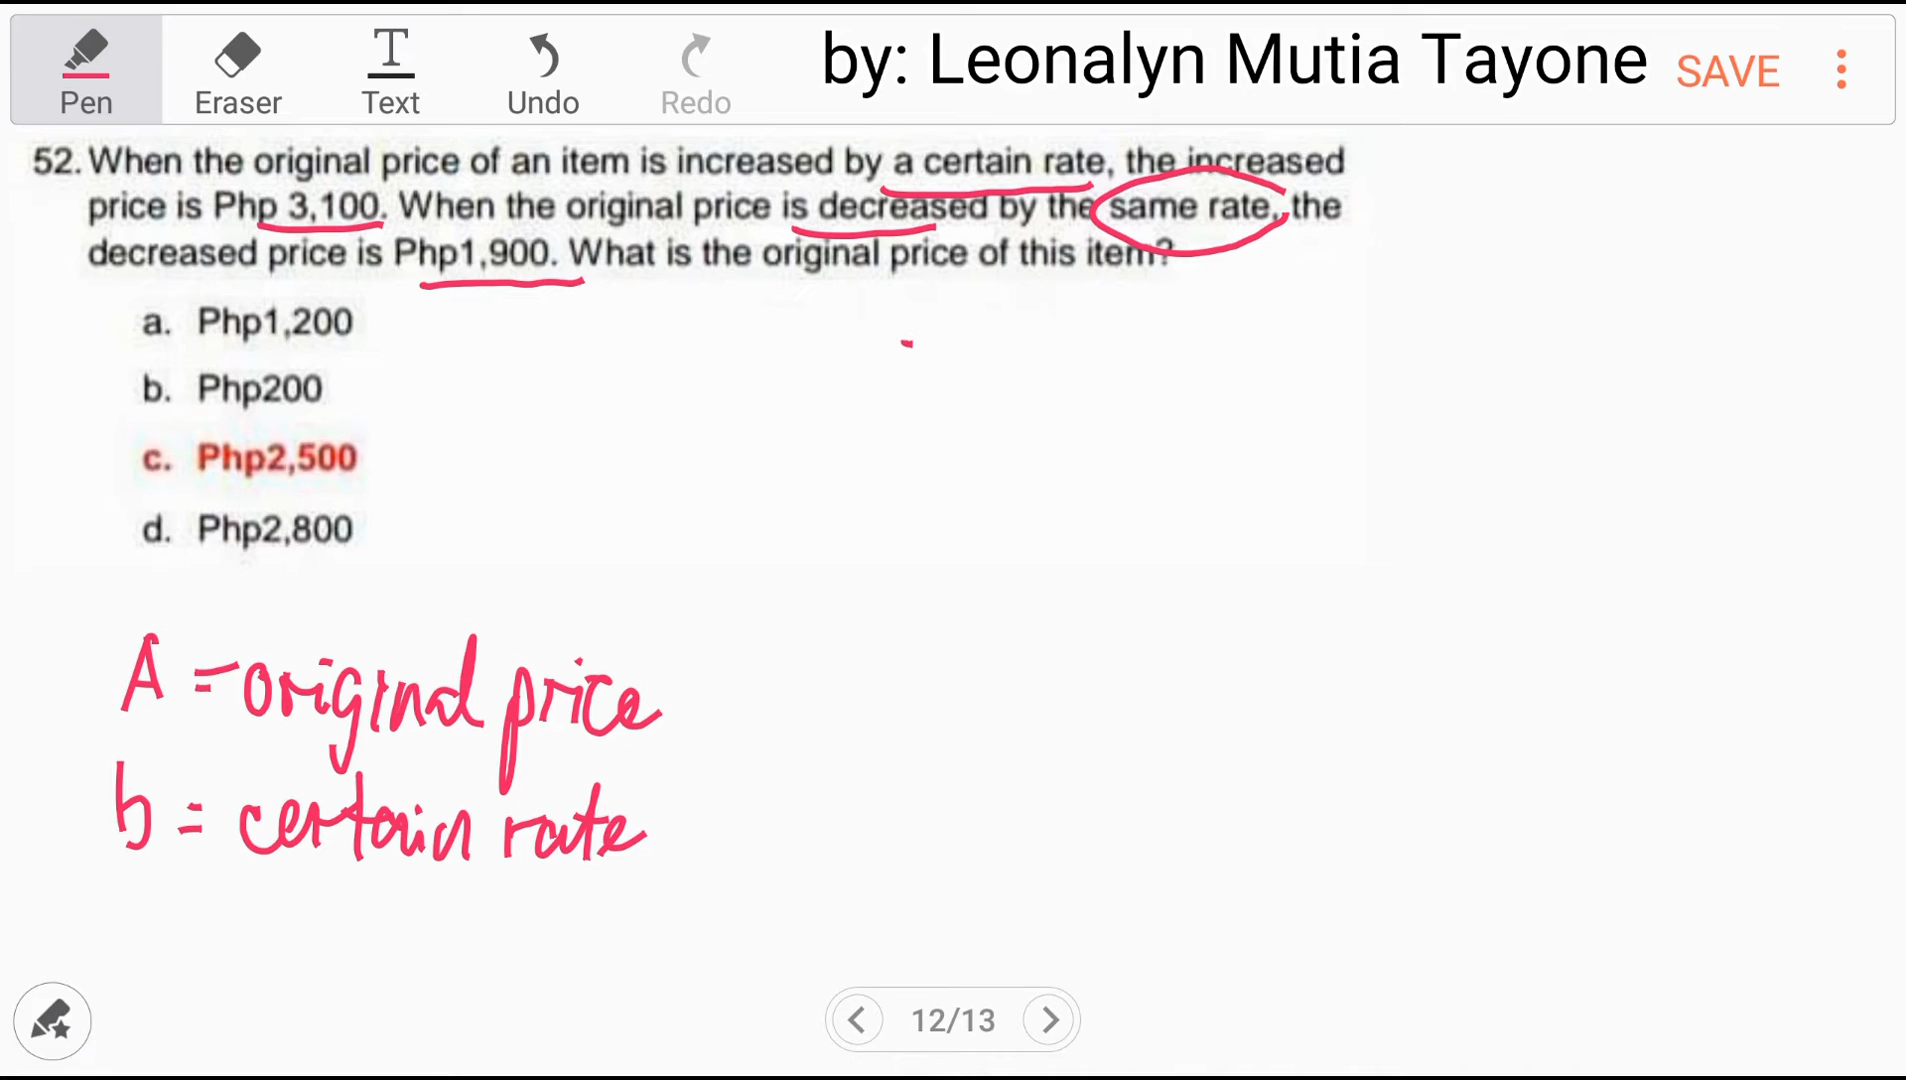 Pen
Eraser
Text
Undo
Redo
by: Leonalyn Mutia Tayone
SAVE
52. When the original price of an item is increased by a certain rate, the increased
price is Php 3,100. When the original price is decreased by the same rate, the
decreased price is Php1,900. What is the original price of this item?
a. Php1,200
b. Php200
c. Php2,500
d. Php2,800
A = original price
b = certain rate
12/13